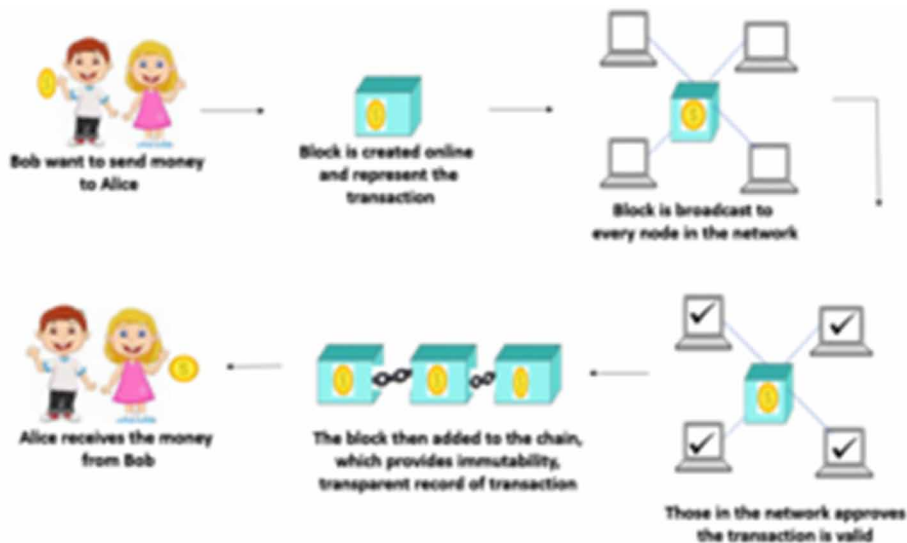 Bob want to send money
to Alice
Block is created online
and represent the
transaction
Block is broadcast to
every node in the network
Those in the network approves
the transaction is valid
The block then added to the chain,
which provides immutability,
transparent record of transaction
Alice receives the money
from Bob